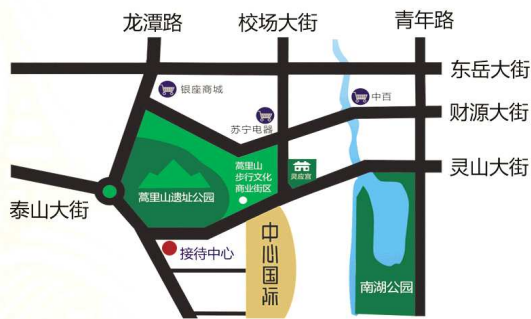 龙潭路
校场大街
青年路
东岳大街
银座商城
中百
财源大街
苏宁电器
蒿里山
步行文化
商业街区
灵应宫
灵山大街
蒿里山遗址公园
泰山大街
接待中心
中心国际
南湖公园